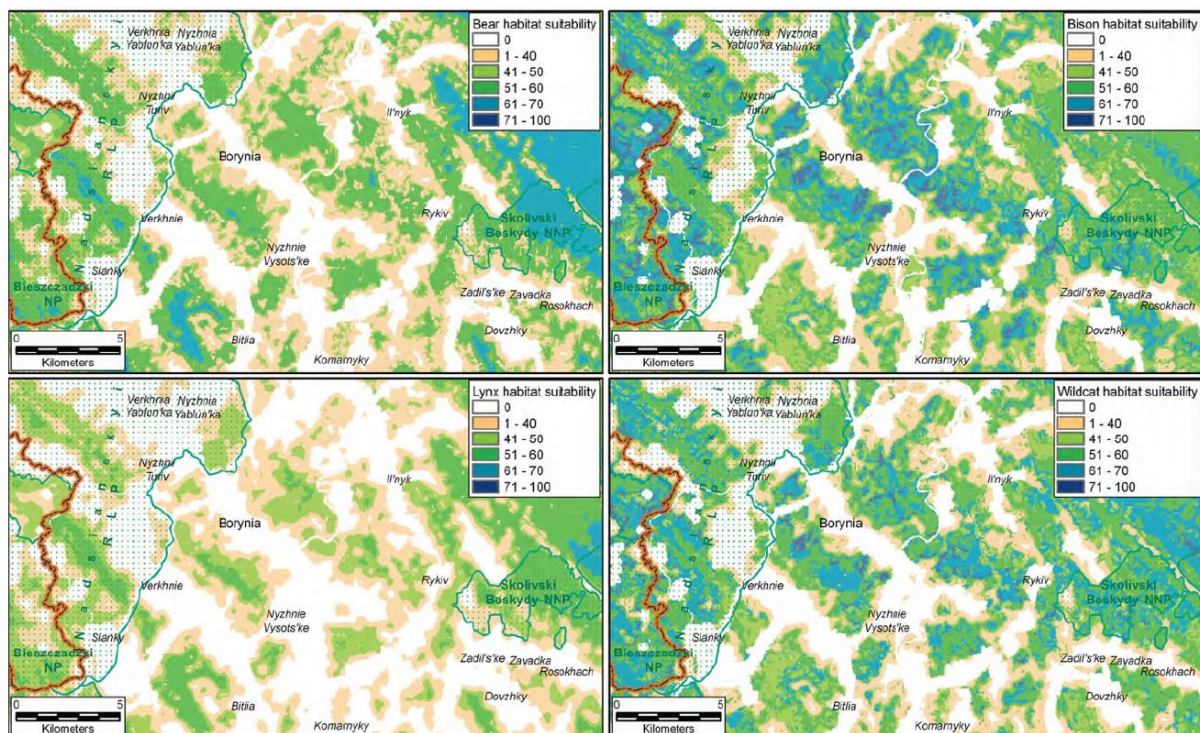 Bear habitat suitability
0
1 - 40
41 - 50
51 - 60
61 - 70
71 - 100
Verkhnia
Yablun'ka
Nyzhnia
Yablun'ka
Nyzhnii
Turiv
Il'nyk
Borynia
RLP
Verkhnie
Rykiv
Skolivski
Beskydy NNP
Nyzhnie
Vysots'ke
Sianky
Bieszczadzki
NP
Zadil's'ke
Zavadka
Rosokhach
Dovzhky
Bitlia
Komarnyky
0
5
Kilometers
Bison habitat suitability
0
1 - 40
41 - 50
51 - 60
61 - 70
71 - 100
Verkhnia
Yablun'ka
Nyzhnia
Yablun'ka
Nyzhnii
Turiv
Il'nyk
Borynia
RLP
Verkhnie
Rykiv
Skolivski
Beskydy NNP
Nyzhnie
Vysots'ke
Sianky
Bieszczadzki
NP
Zadil's'ke
Zavadka
Rosokhach
Dovzhky
Bitlia
Komarnyky
0
5
Kilometers
Lynx habitat suitability
0
1 - 40
41 - 50
51 - 60
61 - 70
71 - 100
Verkhnia
Yablun'ka
Nyzhnia
Yablun'ka
Nyzhnii
Turiv
Il'nyk
Borynia
RLP
Verkhnie
Rykiv
Skolivski
Beskydy NNP
Nyzhnie
Vysots'ke
Sianky
Bieszczadzki
NP
Zadil's'ke
Zavadka
Rosokhach
Dovzhky
Bitlia
Komarnyky
0
5
Kilometers
Wildcat habitat suitability
0
1 - 40
41 - 50
51 - 60
61 - 70
71 - 100
Verkhnia
Yablun'ka
Nyzhnia
Yablun'ka
Nyzhnii
Turiv
Il'nyk
Borynia
RLP
Verkhnie
Rykiv
Skolivski
Beskydy NNP
Nyzhnie
Vysots'ke
Sianky
Bieszczadzki
NP
Zadil's'ke
Zavadka
Rosokhach
Dovzhky
Bitlia
Komarnyky
0
5
Kilometers